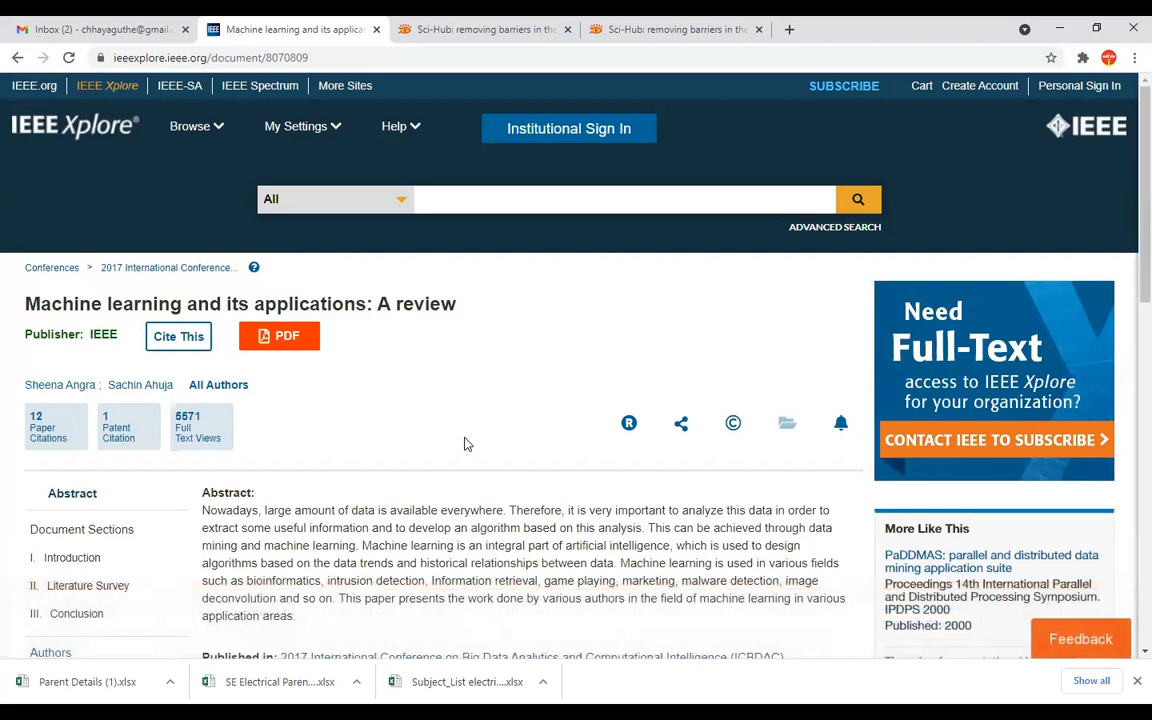 Inbox (2) - chhayaguthe@gmail.c
Machine learning and its applicat
Sci-Hub: removing barriers in the
Sci-Hub: removing barriers in the
ieeexplore.ieee.org/document/8070809
IEEE.org
IEEE Xplore
IEEE-SA
IEEE Spectrum
More Sites
SUBSCRIBE
Cart
Create Account
Personal Sign In
IEEE Xplore®
Browse
My Settings
Help
Institutional Sign In
IEEE
All
ADVANCED SEARCH
Conferences > 2017 International Conference... ?
Machine learning and its applications: A review
Publisher: IEEE
Cite This
PDF
Sheena Angra ; Sachin Ahuja
All Authors
12
Paper
Citations
1
Patent
Citation
5571
Full
Text Views
R
©
Abstract
Document Sections
I. Introduction
II. Literature Survey
III. Conclusion
Authors
Abstract:
Nowadays, large amount of data is available everywhere. Therefore, it is very important to analyze this data in order to
extract some useful information and to develop an algorithm based on this analysis. This can be achieved through data
mining and machine learning. Machine learning is an integral part of artificial intelligence, which is used to design
algorithms based on the data trends and historical relationships between data. Machine learning is used in various fields
such as bioinformatics, intrusion detection, Information retrieval, game playing, marketing, malware detection, image
deconvolution and so on. This paper presents the work done by various authors in the field of machine learning in various
application areas.
Published in: 2017 International Conference on Big Data Analytics and Computational Intelligence (ICBDAC)
Need
Full-Text
access to IEEE Xplore
for your organization?
CONTACT IEEE TO SUBSCRIBE >
More Like This
PaDDMAS: parallel and distributed data
mining application suite
Proceedings 14th International Parallel
and Distributed Processing Symposium.
IPDPS 2000
Published: 2000
Feedback
Parent Details (1).xlsx
SE Electrical Paren....xlsx
Subject_List electri....xlsx
Show all